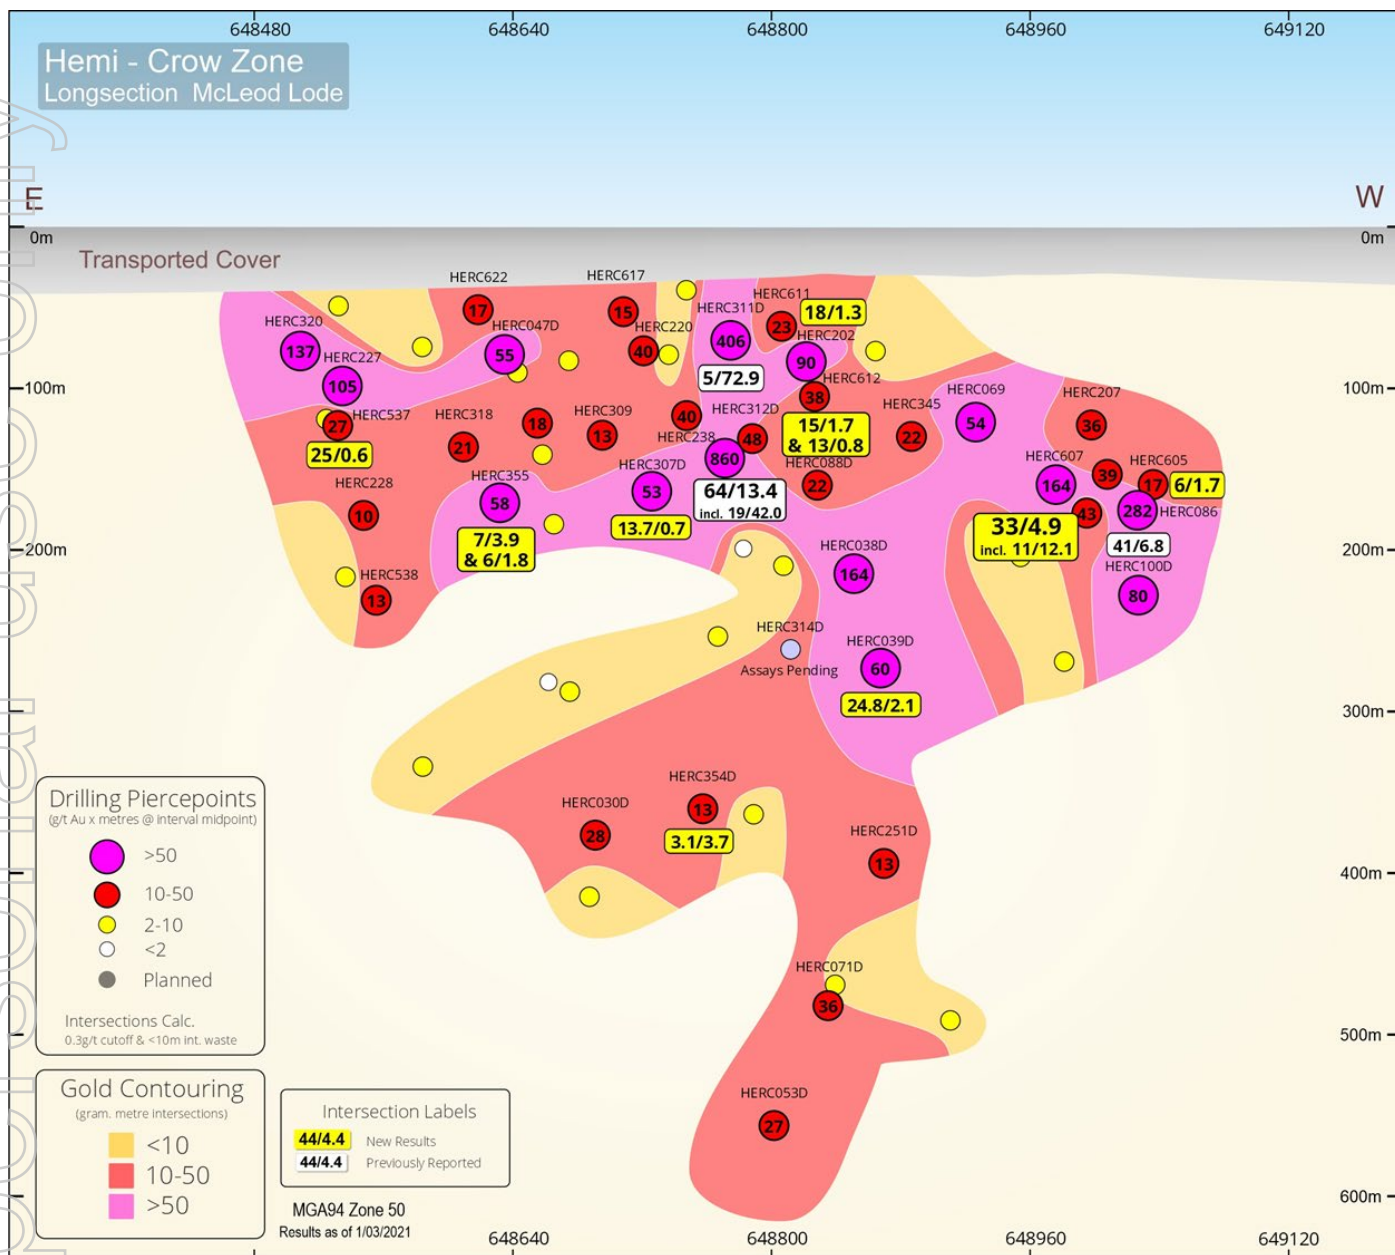 648480 648640 648800 648960 649120
Hemi - Crow Zone
Longsection McLeod Lode
E W
0m 0m
Transported Cover
HERC622 HERC617
HERC611
17 15 23 18/1.3
HERC320 HERC047D HERC220 HERC311D HERC202
137 55 40 406 90
HERC227
105 5/72.9 HERC612
100m 38 HERC069 HERC207 100m
HERC537 HERC318 HERC309 HERC312D HERC345
27 21 18 13 40 48 15/1.7 22 54 36
& 13/0.8
25/0.6 HERC238
HERC228 HERC355 HERC307D 860 HERC088D HERC607 HERC605
10 58 53 22 164 39 17 6/1.7
64/13.4
incl. 19/42.0
43 282 HERC086
7/3.9
& 6/1.8
13.7/0.7 33/4.9
incl. 11/12.1
41/6.8
200m HERC038D 200m
HERC538 164 HERC100D
13 80
HERC314D HERC039D
Assays Pending 60
24.8/2.1
300m
HERC354D
13
HERC030D
28 3.1/3.7 HERC251D
13
400m
HERC071D
36
500m
HERC053D
27
600m
Drilling Piercepoints
(g/t Au x metres @ interval midpoint)
>50
10-50
2-10
<2
Planned
Intersections Calc.
0.3g/t cutoff & <10m int. waste
Gold Contouring
(gram. metre intersections)
<10
10-50
>50
Intersection Labels
44/4.4 New Results
44/4.4 Previously Reported
MGA94 Zone 50
Results as of 1/03/2021
648640 648800 648960 649120